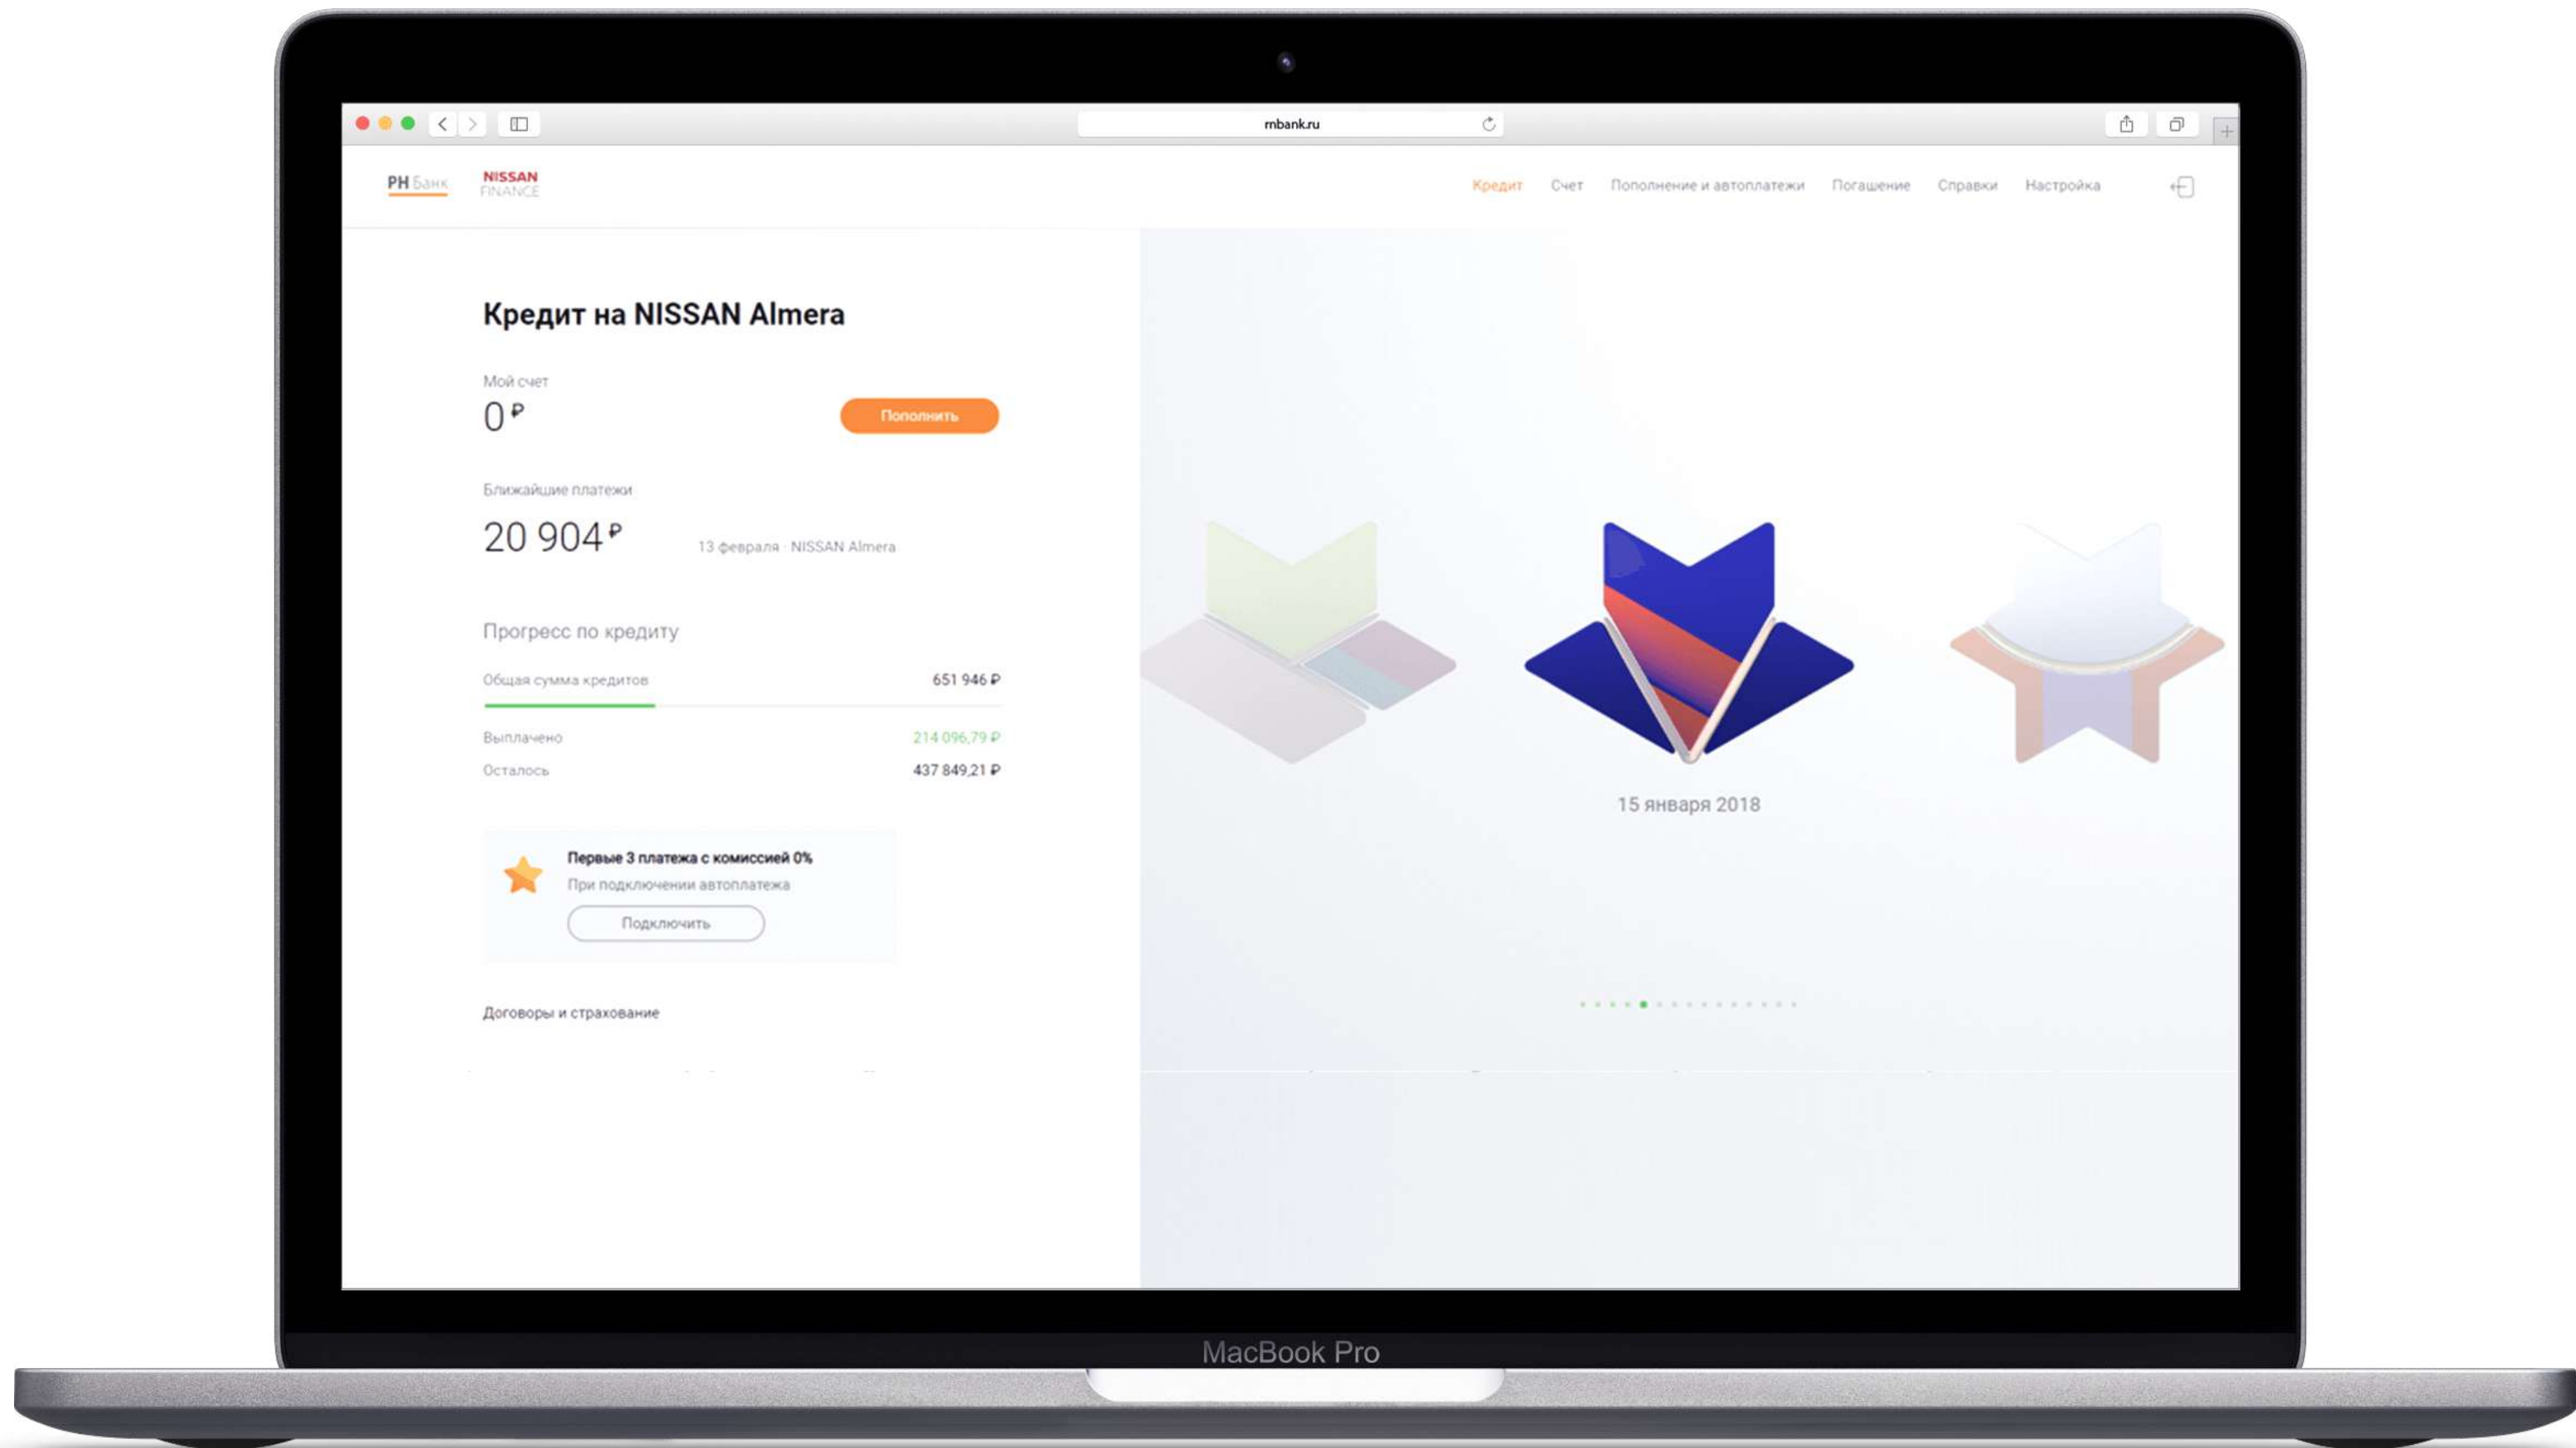 rnbank.ru
РН Банк
NISSAN
FINANCE
Кредит Счет Пополнение и автоплатежи Погашение Справки Настройка
Кредит на NISSAN Almera
Мой счет
0 ₽
Пополнить
Ближайшие платежи
20 904 ₽
13 февраля · NISSAN Almera
Прогресс по кредиту
Общая сумма кредитов 651 946 ₽
Выплачено 214 096,79 ₽
Осталось 437 849,21 ₽
Первые 3 платежа с комиссией 0%
При подключении автоплатежа
Подключить
Договоры и страхование
15 января 2018
MacBook Pro